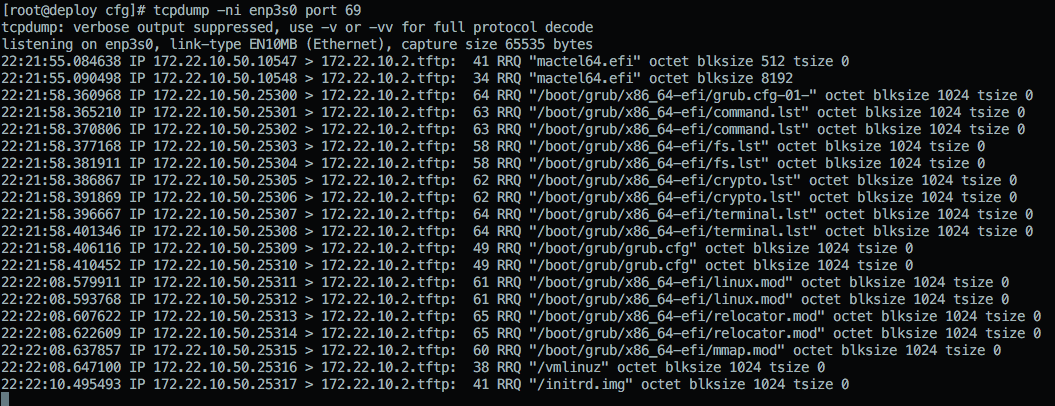 [root@deploy cfg]# tcpdump -ni enp3s0 port 69
tcpdump: verbose output suppressed, use -v or -vv for full protocol decode
listening on enp3s0, link-type EN10MB (Ethernet), capture size 65535 bytes
22:21:55.084638 IP 172.22.10.50.10547 > 172.22.10.2.tftp:  41 RRQ "mactel64.efi" octet blksize 512 tsize 0
22:21:55.090498 IP 172.22.10.50.10548 > 172.22.10.2.tftp:  34 RRQ "mactel64.efi" octet blksize 8192
22:21:58.360968 IP 172.22.10.50.25300 > 172.22.10.2.tftp:  64 RRQ "/boot/grub/x86_64-efi/grub.cfg-01-" octet blksize 1024 tsize 0
22:21:58.365210 IP 172.22.10.50.25301 > 172.22.10.2.tftp:  63 RRQ "/boot/grub/x86_64-efi/command.lst" octet blksize 1024 tsize 0
22:21:58.370806 IP 172.22.10.50.25302 > 172.22.10.2.tftp:  63 RRQ "/boot/grub/x86_64-efi/command.lst" octet blksize 1024 tsize 0
22:21:58.377168 IP 172.22.10.50.25303 > 172.22.10.2.tftp:  58 RRQ "/boot/grub/x86_64-efi/fs.lst" octet blksize 1024 tsize 0
22:21:58.381911 IP 172.22.10.50.25304 > 172.22.10.2.tftp:  58 RRQ "/boot/grub/x86_64-efi/fs.lst" octet blksize 1024 tsize 0
22:21:58.386867 IP 172.22.10.50.25305 > 172.22.10.2.tftp:  62 RRQ "/boot/grub/x86_64-efi/crypto.lst" octet blksize 1024 tsize 0
22:21:58.391869 IP 172.22.10.50.25306 > 172.22.10.2.tftp:  62 RRQ "/boot/grub/x86_64-efi/crypto.lst" octet blksize 1024 tsize 0
22:21:58.396667 IP 172.22.10.50.25307 > 172.22.10.2.tftp:  64 RRQ "/boot/grub/x86_64-efi/terminal.lst" octet blksize 1024 tsize 0
22:21:58.401346 IP 172.22.10.50.25308 > 172.22.10.2.tftp:  64 RRQ "/boot/grub/x86_64-efi/terminal.lst" octet blksize 1024 tsize 0
22:21:58.406116 IP 172.22.10.50.25309 > 172.22.10.2.tftp:  49 RRQ "/boot/grub/grub.cfg" octet blksize 1024 tsize 0
22:21:58.410452 IP 172.22.10.50.25310 > 172.22.10.2.tftp:  49 RRQ "/boot/grub/grub.cfg" octet blksize 1024 tsize 0
22:22:08.579911 IP 172.22.10.50.25311 > 172.22.10.2.tftp:  61 RRQ "/boot/grub/x86_64-efi/linux.mod" octet blksize 1024 tsize 0
22:22:08.593768 IP 172.22.10.50.25312 > 172.22.10.2.tftp:  61 RRQ "/boot/grub/x86_64-efi/linux.mod" octet blksize 1024 tsize 0
22:22:08.607622 IP 172.22.10.50.25313 > 172.22.10.2.tftp:  65 RRQ "/boot/grub/x86_64-efi/relocator.mod" octet blksize 1024 tsize 0
22:22:08.622609 IP 172.22.10.50.25314 > 172.22.10.2.tftp:  65 RRQ "/boot/grub/x86_64-efi/relocator.mod" octet blksize 1024 tsize 0
22:22:08.637857 IP 172.22.10.50.25315 > 172.22.10.2.tftp:  60 RRQ "/boot/grub/x86_64-efi/mmap.mod" octet blksize 1024 tsize 0
22:22:08.647100 IP 172.22.10.50.25316 > 172.22.10.2.tftp:  38 RRQ "/vmlinuz" octet blksize 1024 tsize 0
22:22:10.495493 IP 172.22.10.50.25317 > 172.22.10.2.tftp:  41 RRQ "/initrd.img" octet blksize 1024 tsize 0